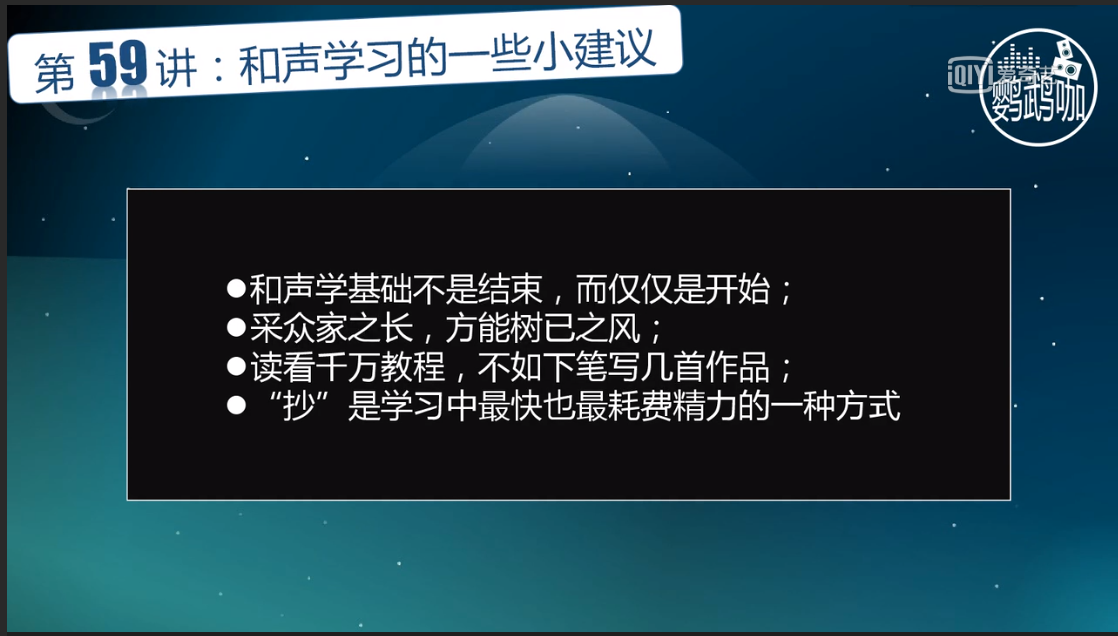 第59讲：和声学习的一些小建议
iQIYI 爱奇艺
鹦鹉咖
●和声学基础不是结束，而仅仅是开始；
●采众家之长，方能树己之风；
●读看千万教程，不如下笔写几首作品；
●“抄”是学习中最快也最耗费精力的一种方式